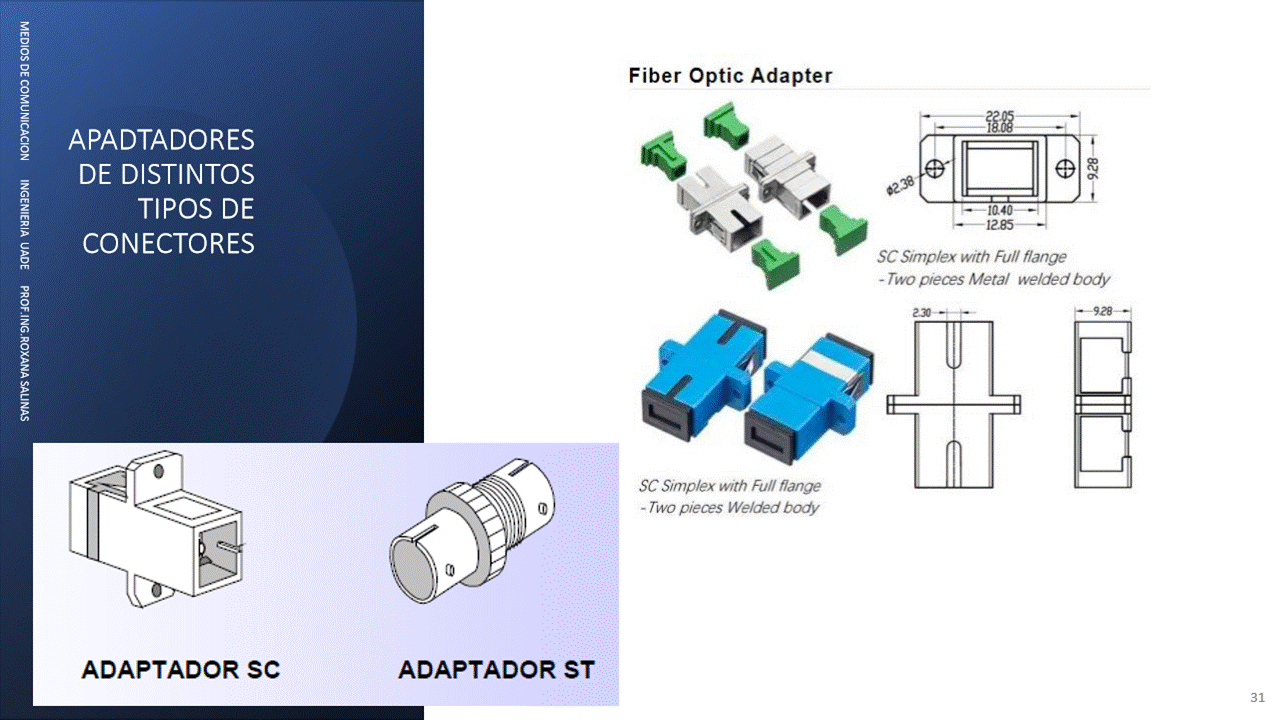 MEDIOS DE COMUNICACION INGENIERIA UADE PROF.ING.ROXANA SALINAS
APADTADORES
DE DISTINTOS
TIPOS DE
CONECTORES
Fiber Optic Adapter
22.05
18.08
ø2.38
9.28
10.40
12.85
SC Simplex with Full flange
-Two pieces Metal welded body
2.30
9.28
SC Simplex with Full flange
-Two pieces Welded body
ADAPTADOR SC
ADAPTADOR ST
31